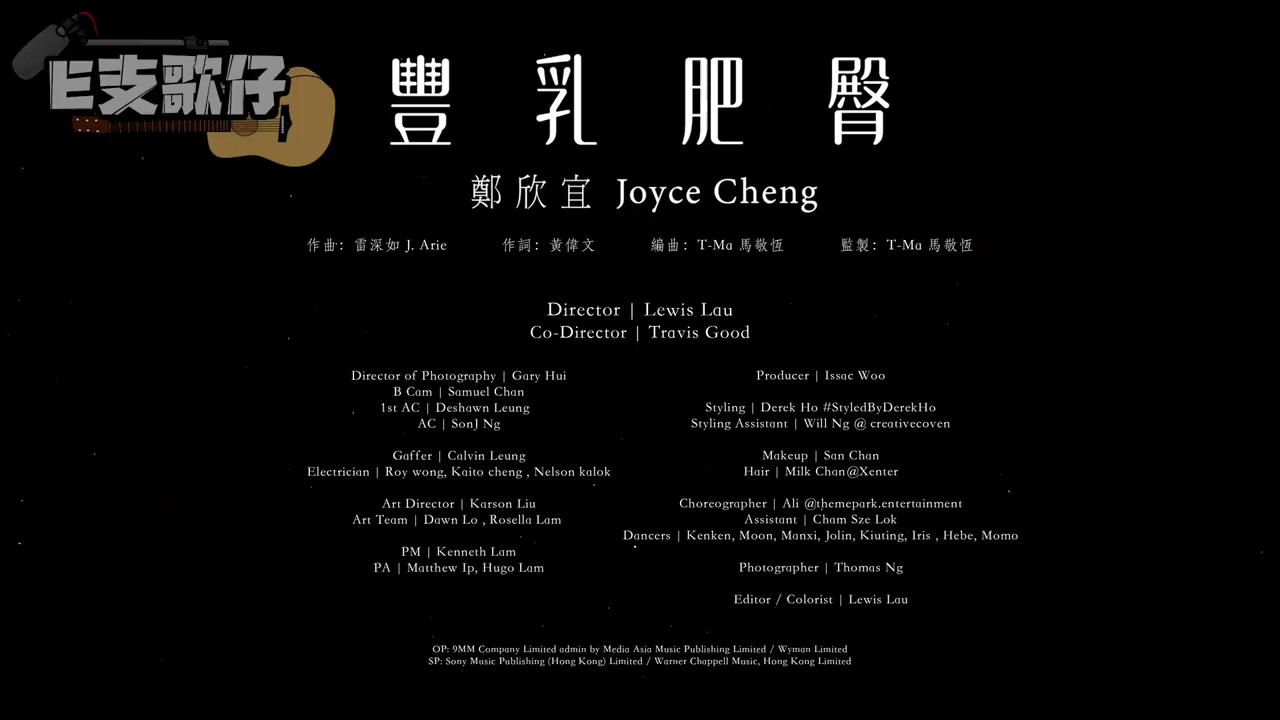 E支歌仔
豐乳肥臀
鄭欣宜 Joyce Cheng
作曲：雷深如 J. Arie 作詞：黃偉文 編曲：T-Ma 馬敬恆 監製：T-Ma 馬敬恆
Director | Lewis Lau
Co-Director | Travis Good
Director of Photography | Gary Hui
B Cam | Samuel Chan
1st AC | Deshawn Leung
AC | SonJ Ng
Gaffer | Calvin Leung
Electrician | Roy wong, Kaito cheng , Nelson kalok
Art Director | Karson Liu
Art Team | Dawn Lo , Rosella Lam
PM | Kenneth Lam
PA | Matthew Ip, Hugo Lam
Producer | Issac Woo
Styling | Derek Ho #StyledByDerekHo
Styling Assistant | Will Ng @ creativecoven
Makeup | San Chan
Hair | Milk Chan@Xenter
Choreographer | Ali @themepark.entertainment
Assistant | Cham Sze Lok
Dancers | Kenken, Moon, Manxi, Jolin, Kiuting, Iris , Hebe, Momo
Photographer | Thomas Ng
Editor / Colorist | Lewis Lau
OP: 9MM Company Limited admin by Media Asia Music Publishing Limited / Wyman Limited
SP: Sony Music Publishing (Hong Kong) Limited / Warner Chappell Music, Hong Kong Limited